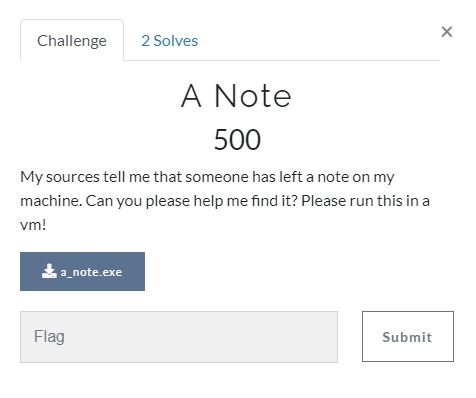 Challenge
2 Solves
×
A Note
500
My sources tell me that someone has left a note on my
machine. Can you please help me find it? Please run this in a
vm!
a_note.exe
Flag
Submit